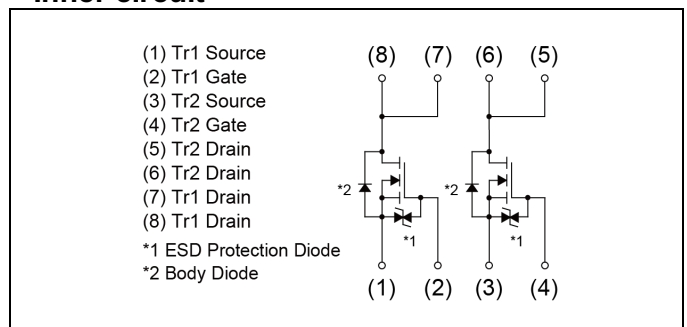 Inner circuit
(1) Tr1 Source
(2) Tr1 Gate
(3) Tr2 Source
(4) Tr2 Gate
(5) Tr2 Drain
(6) Tr2 Drain
(7) Tr1 Drain
(8) Tr1 Drain
*1 ESD Protection Diode
*2 Body Diode
(8) (7) (6) (5)
*2 *2
*1 *1
(1) (2) (3) (4)